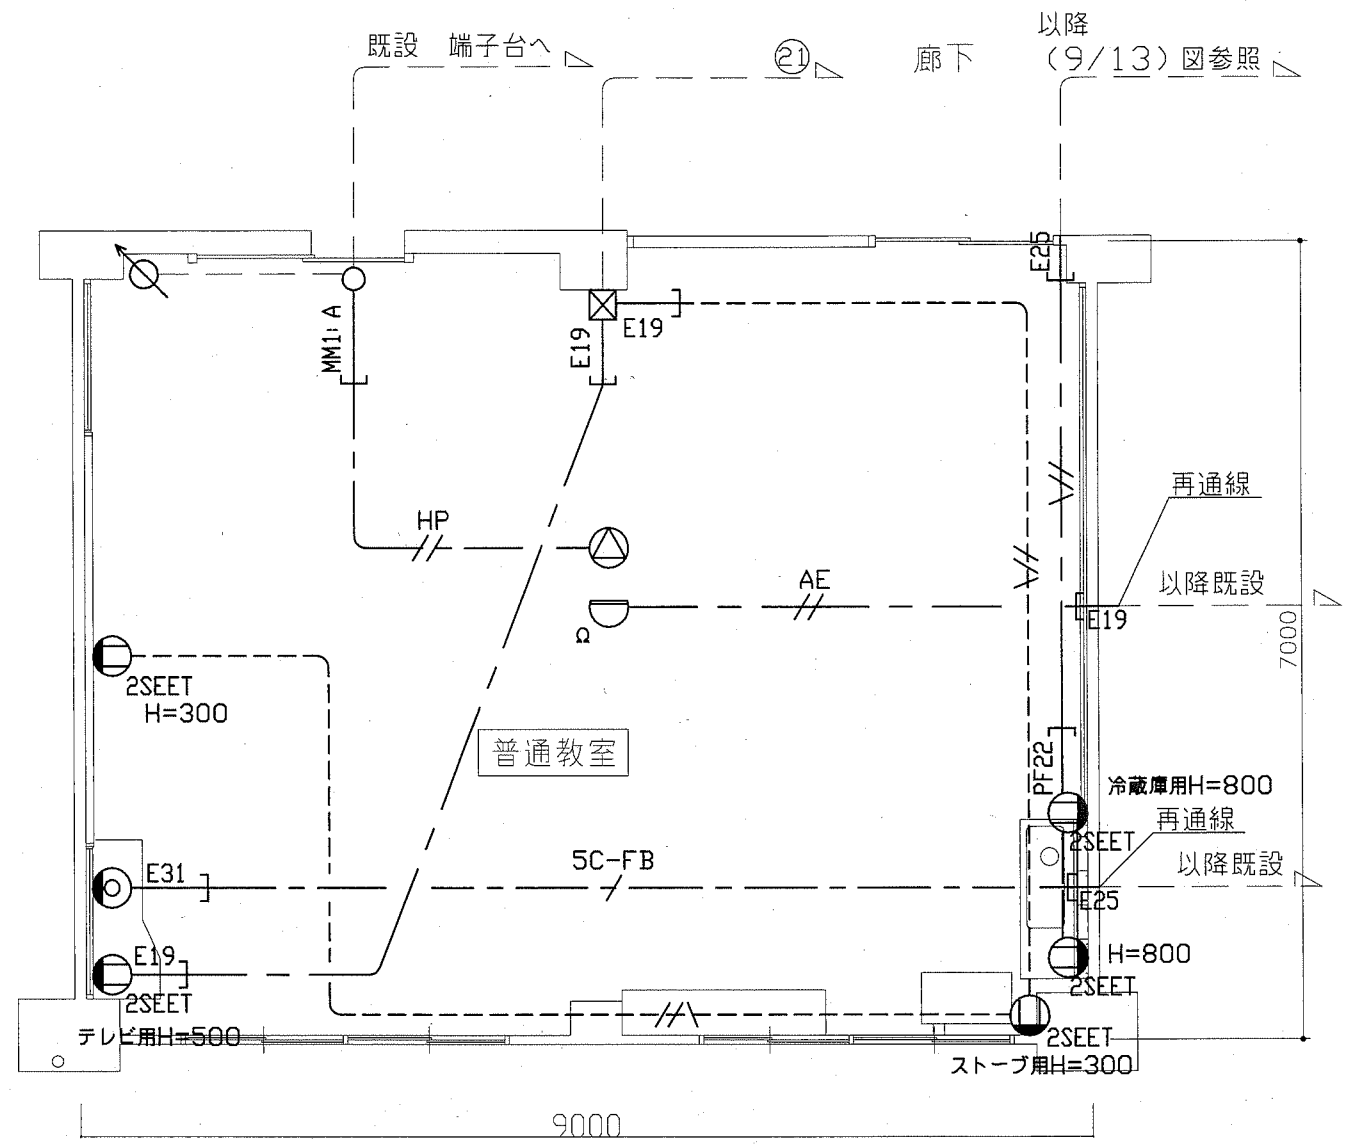 以降
既設 端子台へ
㉑
廊下
(9/13)図参照
E25
MM1:A
E19
E19
再通線
HP
AE
以降既設
E19
Ω
7000
2SEET
H=300
普通教室
PF22
冷蔵庫用H=800
再通線
2SEET
5C-FB
以降既設
E31
E25
E19
H=800
2SEET
2SEET
テレビ用H=500
2SEET
ストーブ用H=300
9000